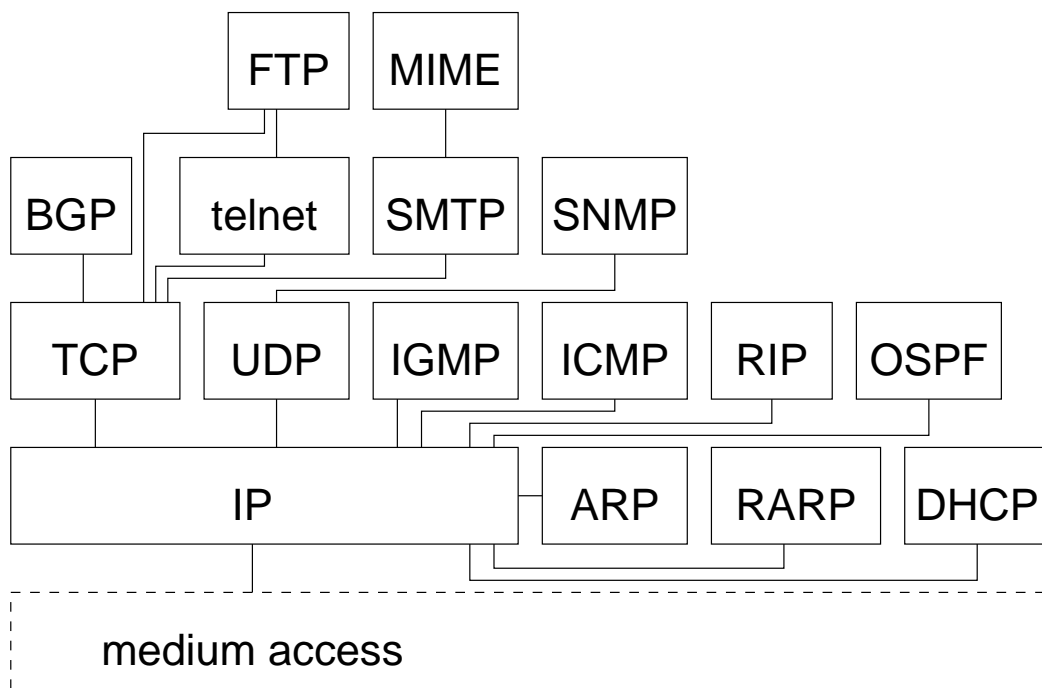 FTP MIME
BGP telnet SMTP SNMP
TCP UDP IGMP ICMP RIP OSPF
IP ARP RARP DHCP
medium access